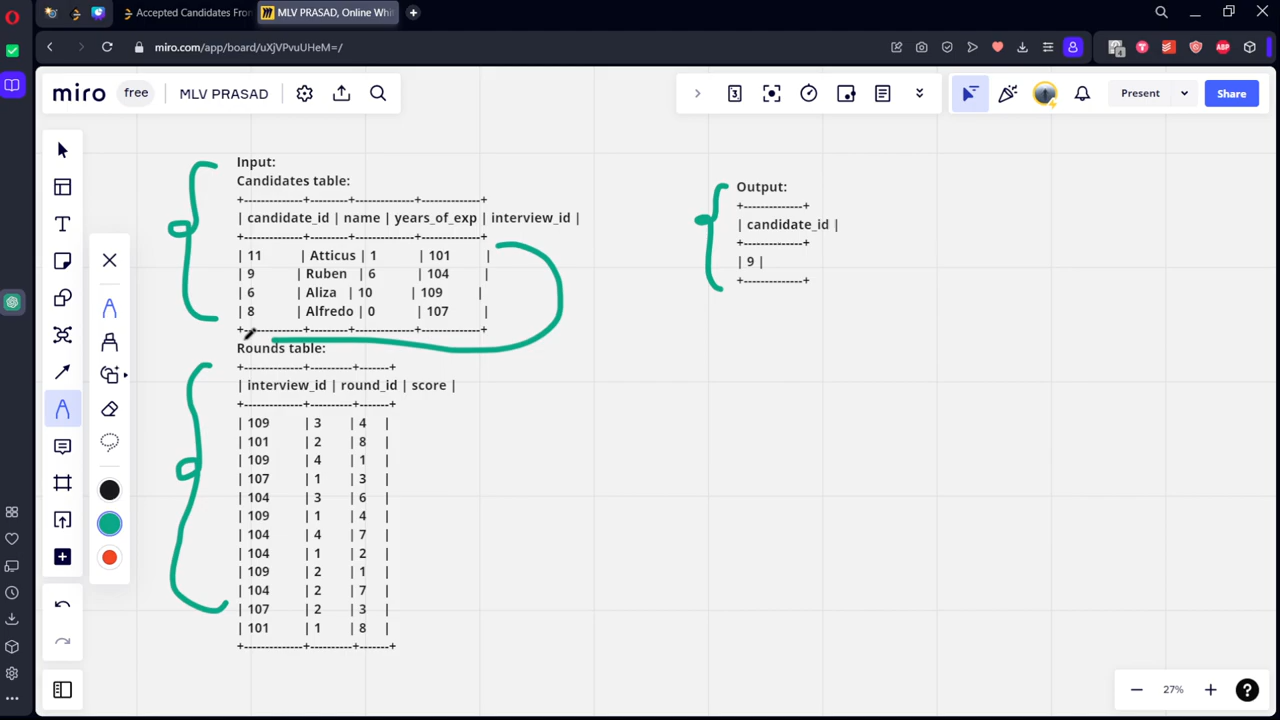 Accepted Candidates Fro
MLV PRASAD, Online Whi
miro.com/app/board/uXjVPvuUHeM=/
miro free MLV PRASAD
Present
Share
Input:
Candidates table:
+-------------+--------+-------------+-------------+
| candidate_id | name | years_of_exp | interview_id |
+-------------+--------+-------------+-------------+
| 11 | Atticus | 1 | 101 |
| 9 | Ruben | 6 | 104 |
| 6 | Aliza | 10 | 109 |
| 8 | Alfredo | 0 | 107 |
+-------------+--------+-------------+-------------+
Rounds table:
+-------------+---------+-------+
| interview_id | round_id | score |
+-------------+---------+-------+
| 109 | 3 | 4 |
| 101 | 2 | 8 |
| 109 | 4 | 1 |
| 107 | 1 | 3 |
| 104 | 3 | 6 |
| 109 | 1 | 4 |
| 104 | 4 | 7 |
| 104 | 1 | 2 |
| 109 | 2 | 1 |
| 104 | 2 | 7 |
| 107 | 2 | 3 |
| 101 | 1 | 8 |
+-------------+---------+-------+
Output:
+-------------+
| candidate_id |
+-------------+
| 9 |
+-------------+
27%